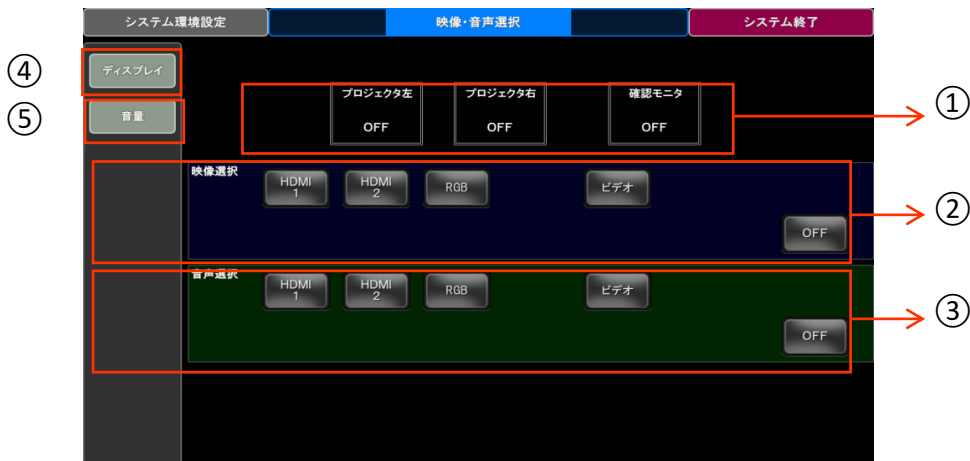 システム環境設定
映像・音声選択
システム終了
④
ディスプレイ
⑤
音量
プロジェクタ左
OFF
プロジェクタ右
OFF
確認モニタ
OFF
①
映像選択
HDMI
1
HDMI
2
RGB
ビデオ
OFF
②
音声選択
HDMI
1
HDMI
2
RGB
ビデオ
OFF
③